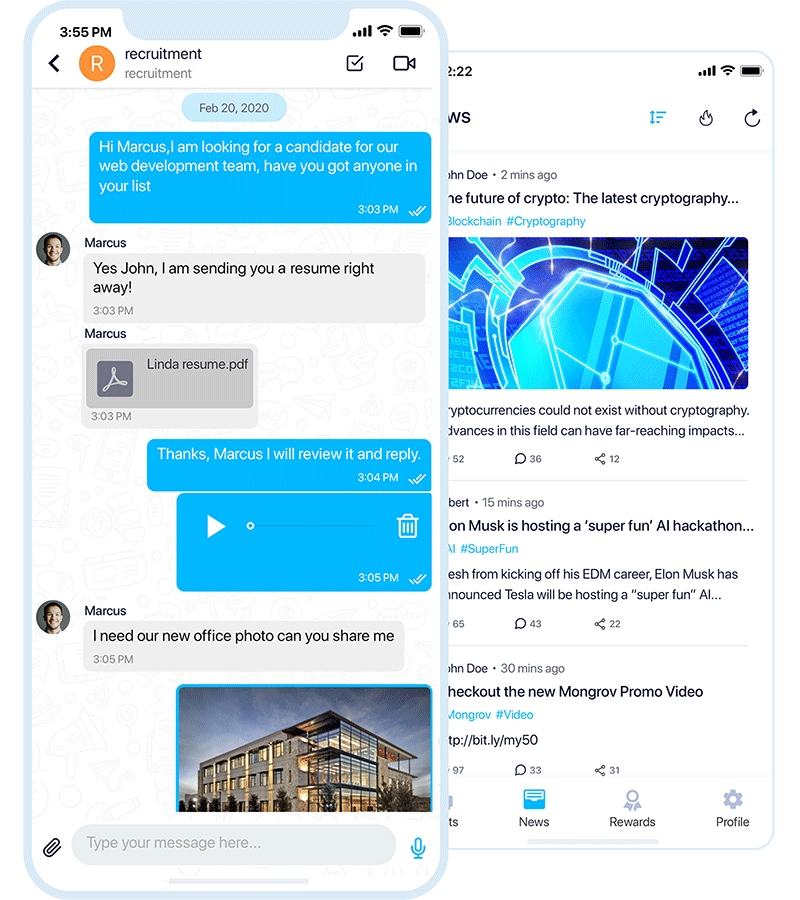 3:55 PM
R
recruitment
recruitment
Feb 20, 2020
Hi Marcus,I am looking for a candidate for our
web development team, have you got anyone in
your list
3:03 PM
Marcus
Yes John, I am sending you a resume right
away!
3:03 PM
Marcus
Linda resume.pdf
3:03 PM
Thanks, Marcus I will review it and reply.
3:04 PM
3:05 PM
Marcus
I need our new office photo can you share me
3:05 PM
Type your message here...
2:22
ws
ohn Doe • 2 mins ago
he future of crypto: The latest cryptography...
Blockchain #Cryptography
ryptocurrencies could not exist without cryptography.
dvances in this field can have far-reaching impacts...
52 36 12
bert • 15 mins ago
on Musk is hosting a ‘super fun’ AI hackathon...
AI #SuperFun
esh from kicking off his EDM career, Elon Musk has
nnounced Tesla will be hosting a “super fun” AI...
65 43 22
ohn Doe • 30 mins ago
heckout the new Mongrov Promo Video
Mongrov #Video
tp://bit.ly/my50
97 33 31
ts News Rewards Profile